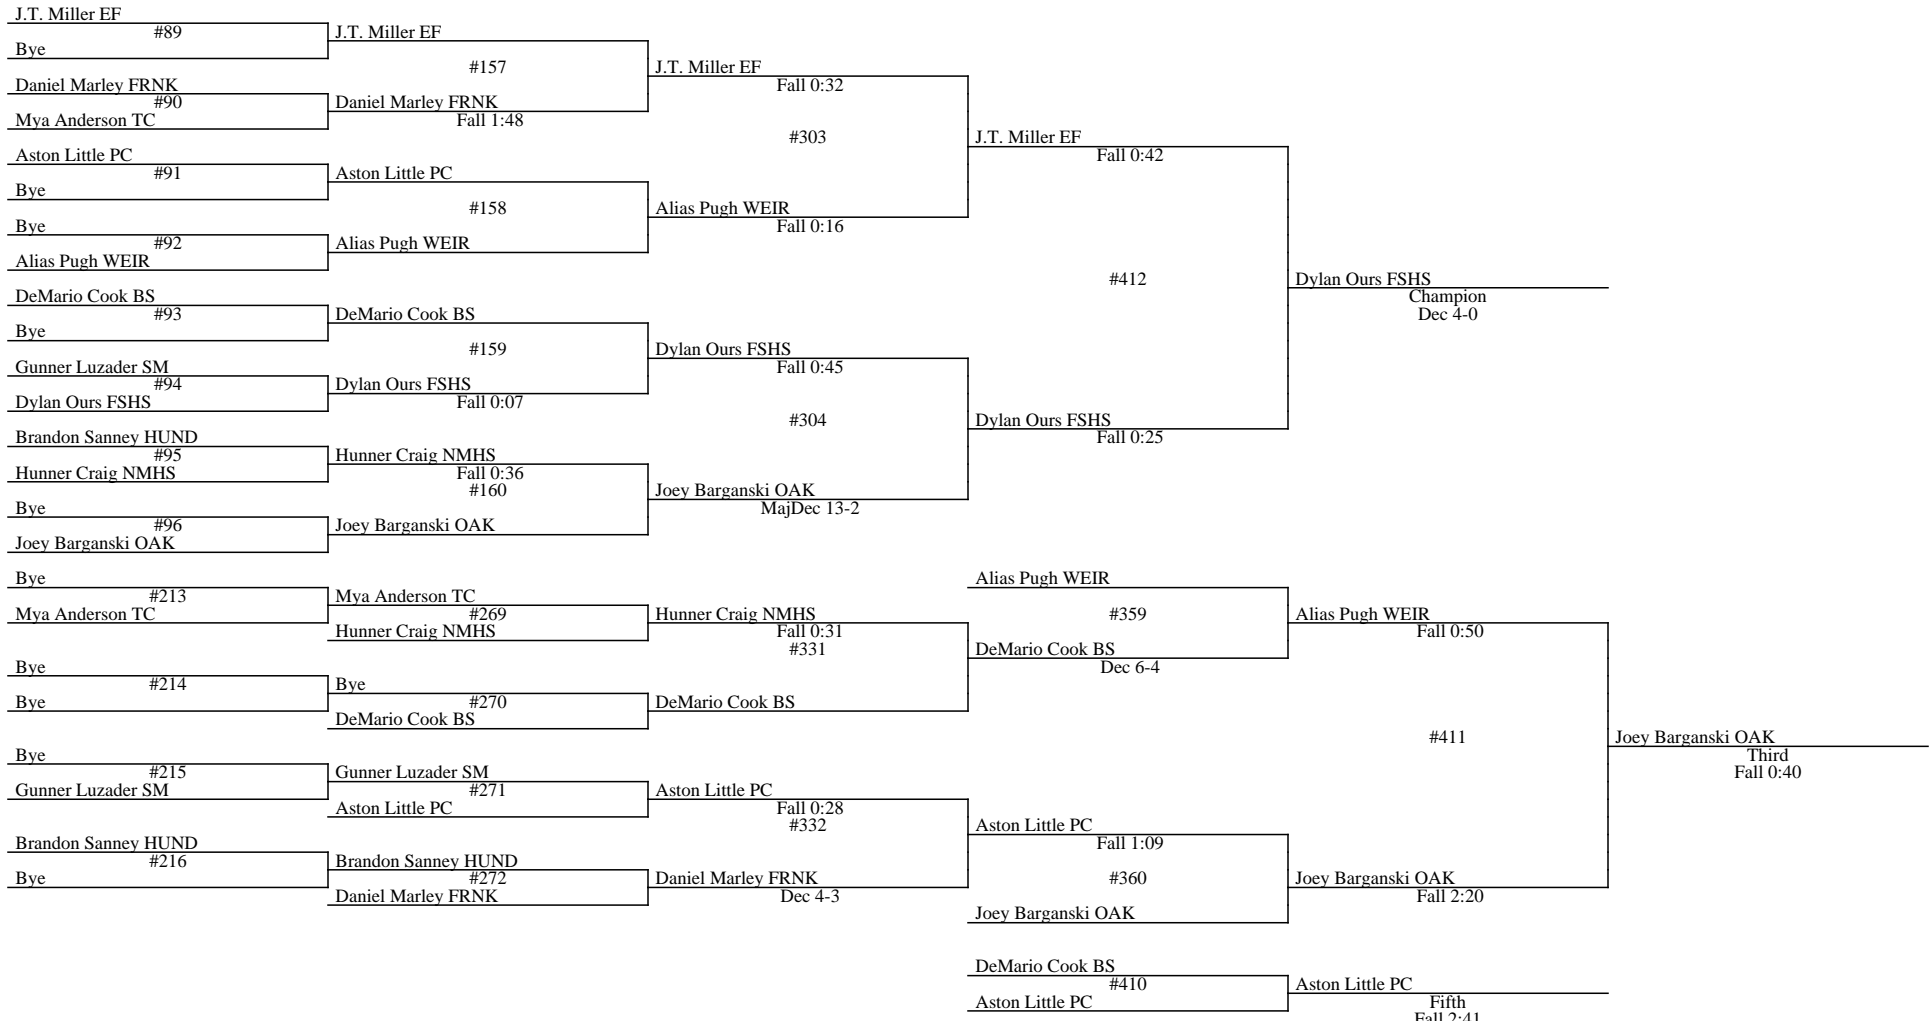 J.T. Miller EF
#89
Bye
J.T. Miller EF
#157
Daniel Marley FRNK
#90
Mya Anderson TC
Daniel Marley FRNK
Fall 1:48
J.T. Miller EF
Fall 0:32
#303
Aston Little PC
#91
Bye
Aston Little PC
#158
Bye
#92
Alias Pugh WEIR
Alias Pugh WEIR
Alias Pugh WEIR
Fall 0:16
J.T. Miller EF
Fall 0:42
#412
DeMario Cook BS
#93
Bye
DeMario Cook BS
#159
Gunner Luzader SM
#94
Dylan Ours FSHS
Dylan Ours FSHS
Fall 0:07
Dylan Ours FSHS
Fall 0:45
#304
Brandon Sanney HUND
#95
Hunner Craig NMHS
Hunner Craig NMHS
Fall 0:36
#160
Bye
#96
Joey Barganski OAK
Joey Barganski OAK
Joey Barganski OAK
MajDec 13-2
Dylan Ours FSHS
Fall 0:25
Dylan Ours FSHS
Champion
Dec 4-0
Bye
#213
Mya Anderson TC
Mya Anderson TC
#269
Hunner Craig NMHS
Hunner Craig NMHS
Fall 0:31
#331
Bye
#214
Bye
Bye
#270
DeMario Cook BS
DeMario Cook BS
Alias Pugh WEIR
#359
DeMario Cook BS
Dec 6-4
Alias Pugh WEIR
Fall 0:50
#411
Bye
#215
Gunner Luzader SM
Gunner Luzader SM
#271
Aston Little PC
Aston Little PC
Fall 0:28
#332
Brandon Sanney HUND
#216
Bye
Brandon Sanney HUND
#272
Daniel Marley FRNK
Daniel Marley FRNK
Dec 4-3
Aston Little PC
Fall 1:09
#360
Joey Barganski OAK
Joey Barganski OAK
Fall 2:20
Joey Barganski OAK
Third
Fall 0:40
DeMario Cook BS
#410
Aston Little PC
Aston Little PC
Fifth
Fall 2:41